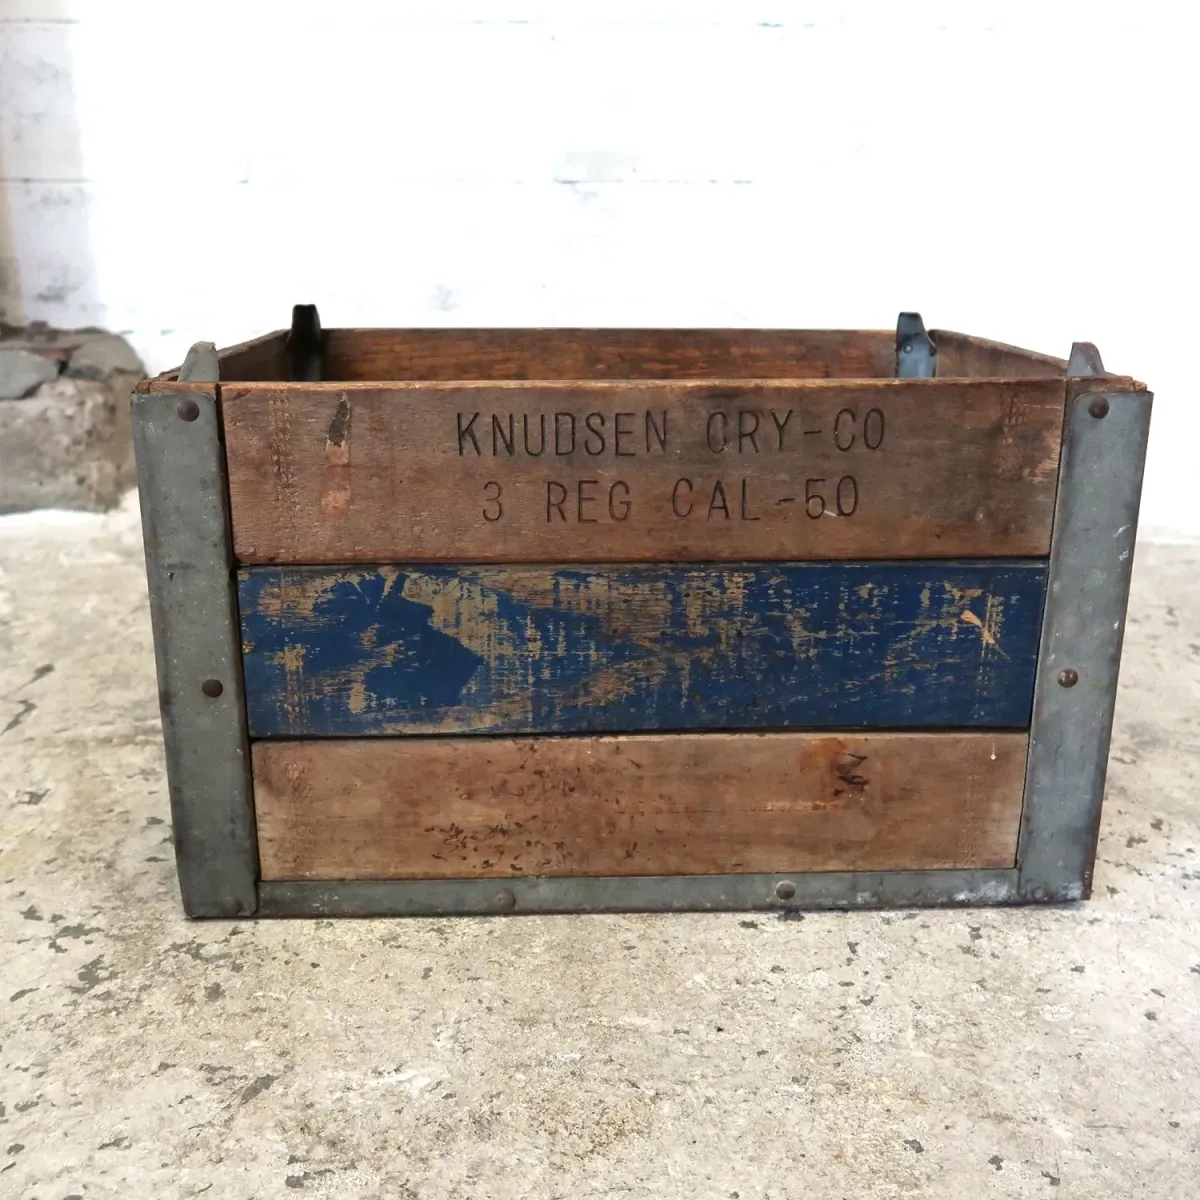 KNUDSEN CRY-CO
3 REG CAL-50